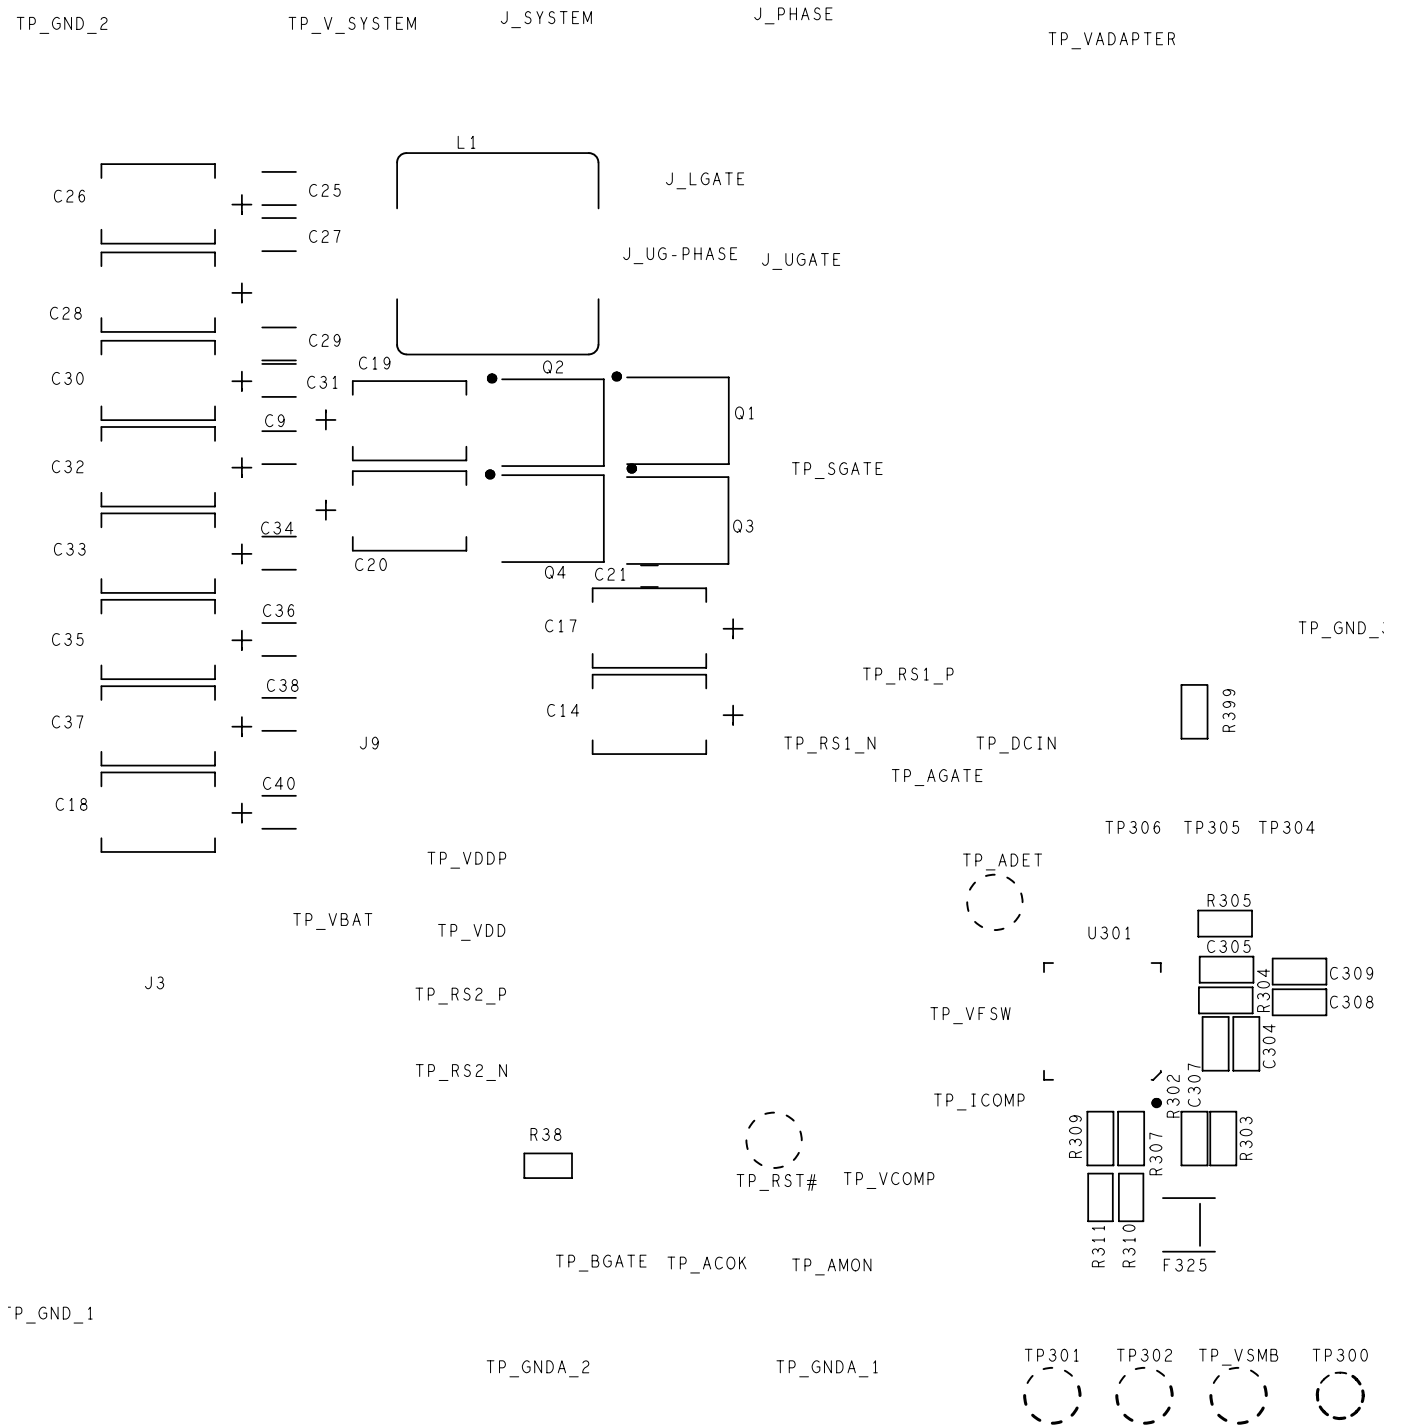 TP_GND_2
TP_V_SYSTEM
J_SYSTEM
J_PHASE
TP_VADAPTER
L1
C26
C25
J_LGATE
C27
J_UG-PHASE
J_UGATE
C28
C29
C19
Q2
C30
C31
Q1
C9
C32
TP_SGATE
C34
Q3
C33
C20
Q4
C21
C36
C17
TP_GND_
C35
TP_RS1_P
C38
C14
R399
C37
J9
TP_RS1_N
TP_DCIN
TP_AGATE
C40
C18
TP306
TP305
TP304
TP_VDDP
TP_ADET
R305
TP_VBAT
TP_VDD
U301
C305
J3
C309
R304
TP_RS2_P
C308
TP_VFSW
C304
TP_RS2_N
C307
R302
TP_ICOMP
R38
R309
R307
R303
TP_RST#
TP_VCOMP
R311
R310
TP_BGATE
TP_ACOK
TP_AMON
F325
TP_GND_1
TP_GNDA_2
TP_GNDA_1
TP301
TP302
TP_VSMB
TP300